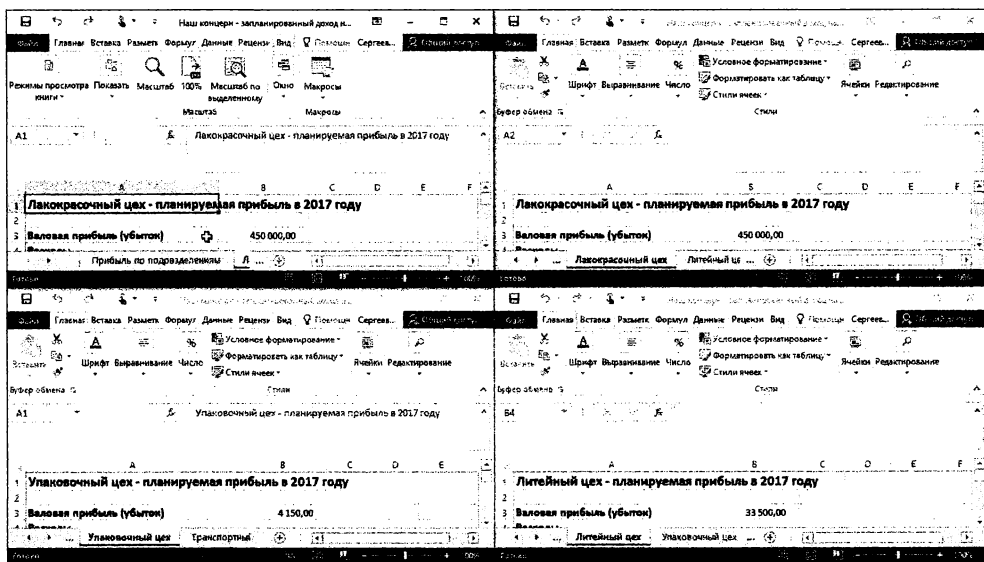 Наш концерн - запланированный доход н...
Главная Вставка Разметк Формул Данные Рецензи Вид Помощн Сергеев...
Режимы просмотра книги Показать Масштаб 100% Масштаб по выделенному Окно Макросы
Масштаб Макросы
A1 Лакокрасочный цех - планируемая прибыль в 2017 году
A B C D E F
1 Лакокрасочный цех - планируемая прибыль в 2017 году
2
3 Валовая прибыль (убыток) 450 000,00
Прибыль по подразделениям Л ...
Главная Вставка Разметк Формул Данные Рецензи Вид Сергеев...
Шрифт Выравнивание Число Условное форматирование Форматировать как таблицу Стили ячеек Ячейки Редактирование
Буфер обмена Стили
A2
A B C D E F
1 Лакокрасочный цех - планируемая прибыль в 2017 году
2
3 Валовая прибыль (убыток) 450 000,00
... Лакокрасочный цех Литейный це ...
Главная Вставка Разметк Формул Данные Рецензи Вид Помощн Сергеев...
Вставить Шрифт Выравнивание Число Условное форматирование Форматировать как таблицу Стили ячеек Ячейки Редактирование
Буфер обмена Стили
A1 Упаковочный цех - планируемая прибыль в 2017 году
A B C D E
1 Упаковочный цех - планируемая прибыль в 2017 году
2
3 Валовая прибыль (убыток) 4 150,00
... Упаковочный цех Транспортный
Главная Вставка Разметк Формул Данные Рецензи Вид Помощн Сергеев...
Вставить Шрифт Выравнивание Число Условное форматирование Форматировать как таблицу Стили ячеек Ячейки Редактирование
Буфер обмена Стили
B4
A B C D E F
1 Литейный цех - планируемая прибыль в 2017 году
2
3 Валовая прибыль (убыток) 33 500,00
... Литейный цех Упаковочный цех ...